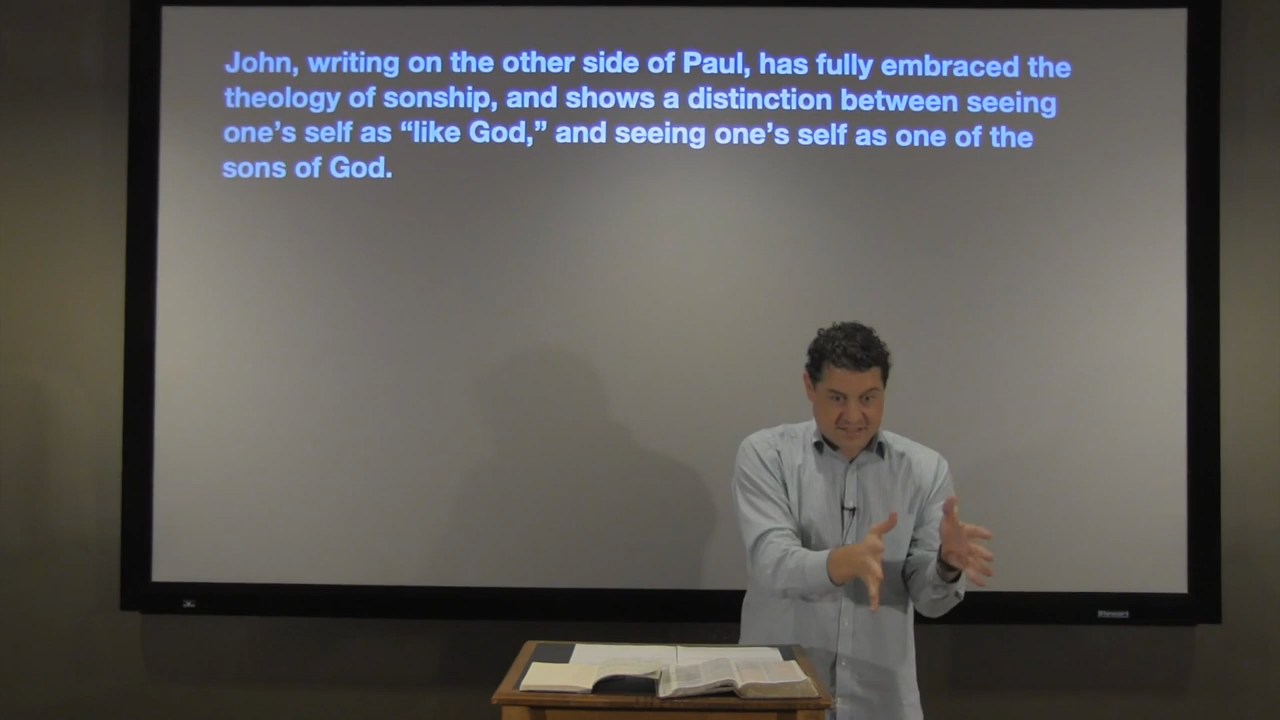 John, writing on the other side of Paul, has fully embraced the
theology of sonship, and shows a distinction between seeing
one’s self as “like God,” and seeing one’s self as one of the
sons of God.